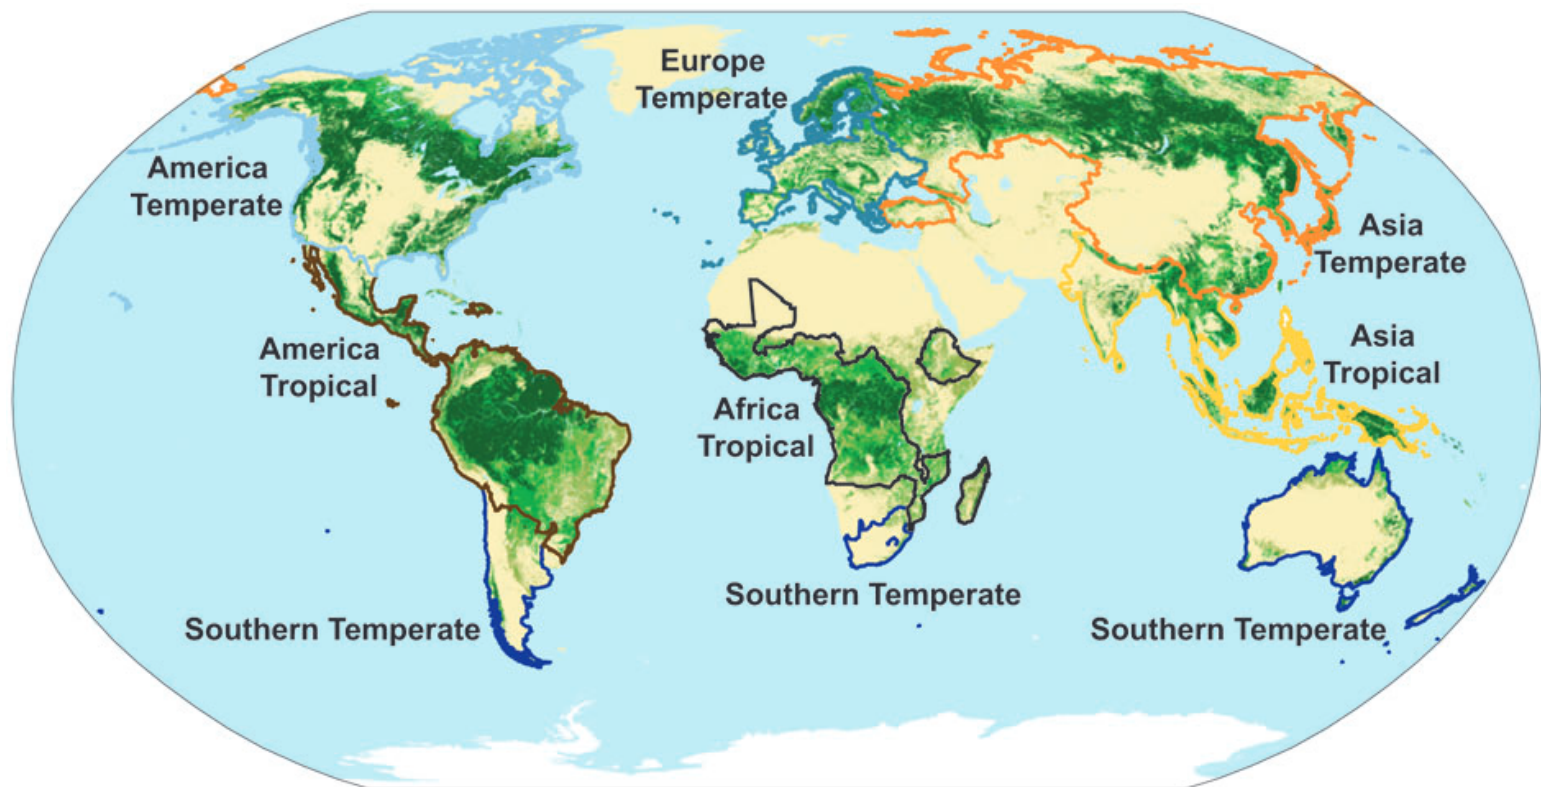 Europe
Temperate
America
Temperate
Asia
Temperate
America
Tropical
Asia
Tropical
Africa
Tropical
Southern Temperate
Southern Temperate
Southern Temperate